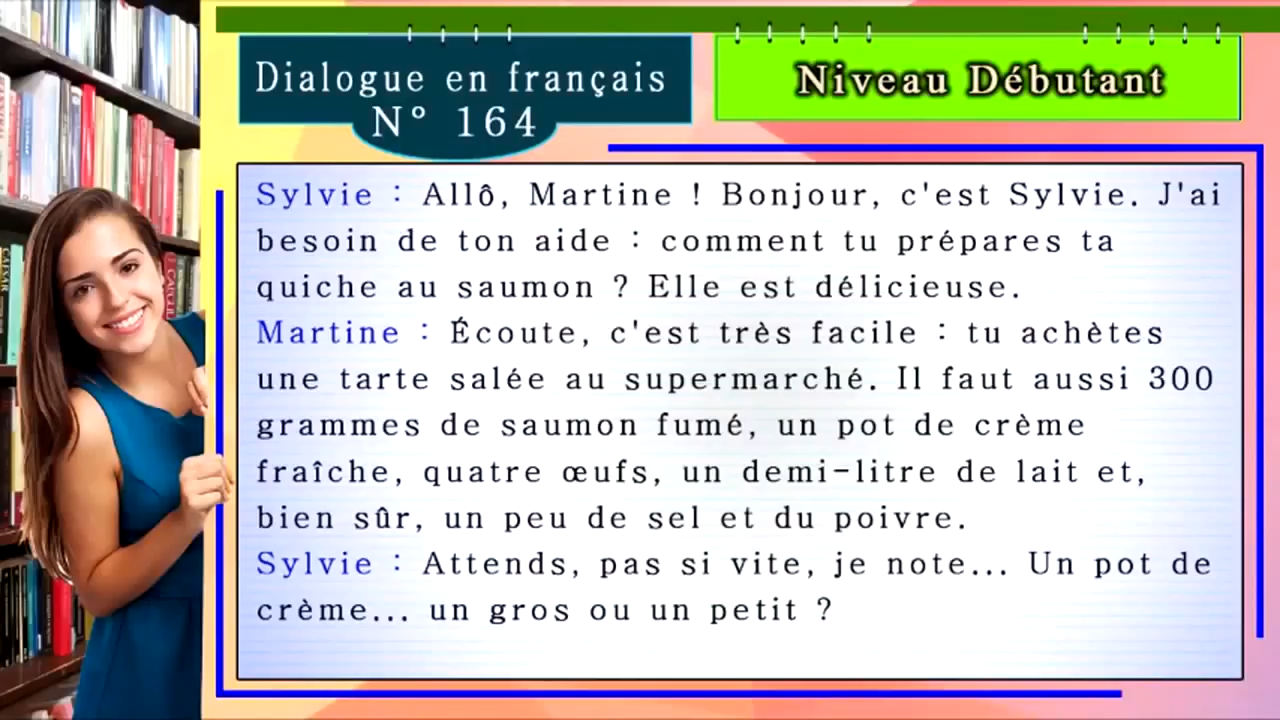 Dialogue en français
N° 164
Niveau Débutant
Sylvie : Allô, Martine ! Bonjour, c'est Sylvie. J'ai
besoin de ton aide : comment tu prépares ta
quiche au saumon ? Elle est délicieuse.
Martine : Écoute, c'est très facile : tu achètes
une tarte salée au supermarché. Il faut aussi 300
grammes de saumon fumé, un pot de crème
fraîche, quatre œufs, un demi-litre de lait et,
bien sûr, un peu de sel et du poivre.
Sylvie : Attends, pas si vite, je note... Un pot de
crème... un gros ou un petit ?